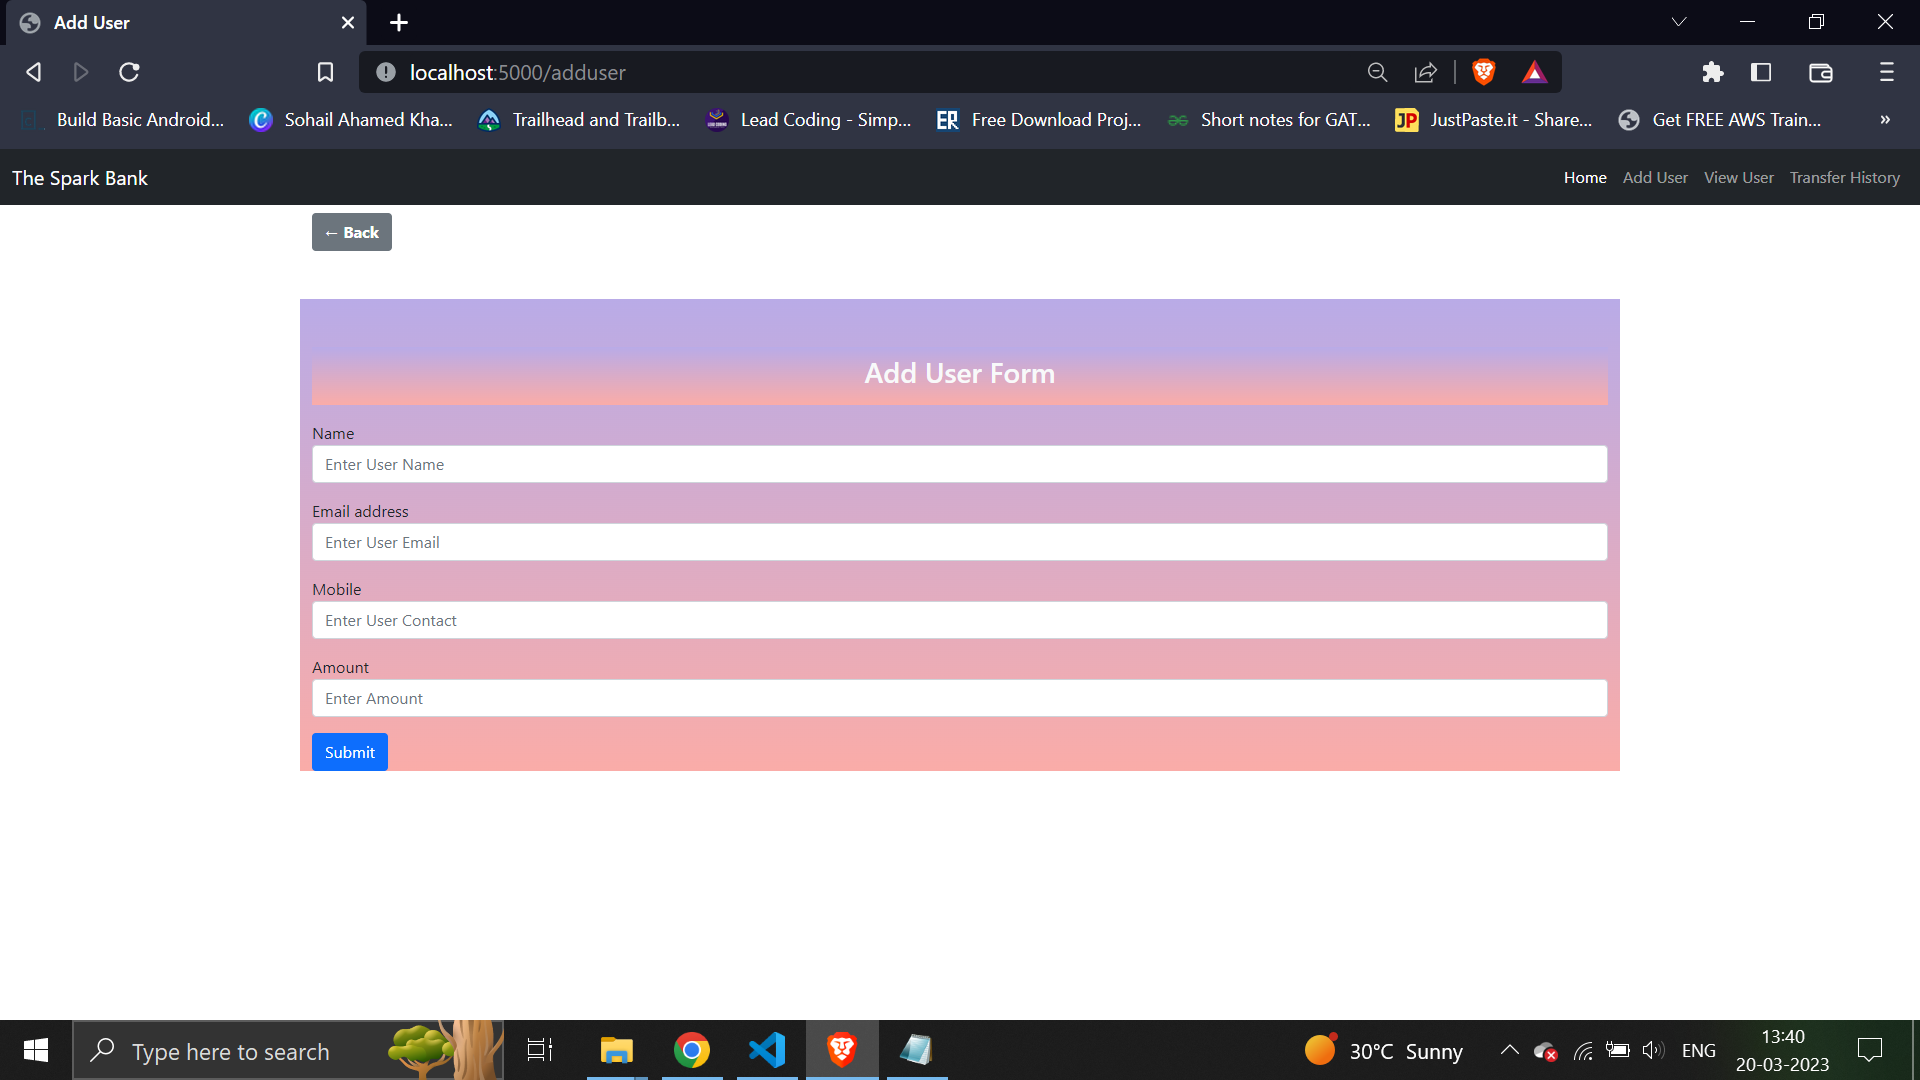 Add User
localhost:5000/adduser
Build Basic Android... Sohail Ahamed Kha... Trailhead and Trailb... Lead Coding - Simp... ER Free Download Proj... Short notes for GAT... JP JustPaste.it - Share... Get FREE AWS Train... »
The Spark Bank Home Add User View User Transfer History
← Back
Add User Form
Name
Enter User Name
Email address
Enter User Email
Mobile
Enter User Contact
Amount
Enter Amount
Submit
Type here to search 30°C Sunny ENG 13:40
20-03-2023